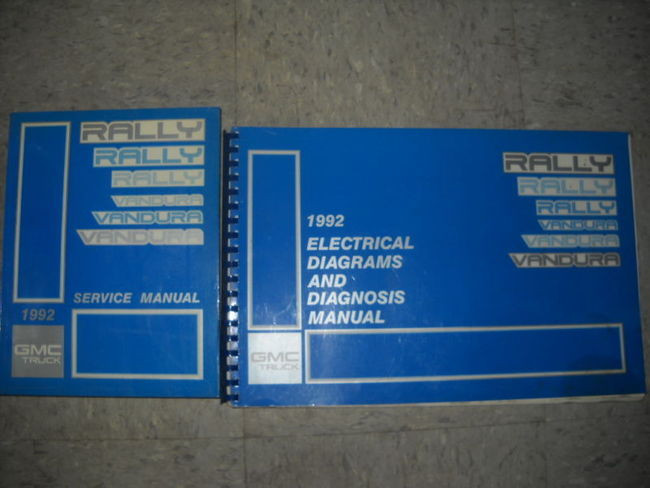 RALLY
RALLY
RALLY
VANDURA
VANDURA
VANDURA
SERVICE MANUAL
1992
GMC
TRUCK
RALLY
RALLY
RALLY
VANDURA
VANDURA
VANDURA
1992
ELECTRICAL
DIAGRAMS
AND
DIAGNOSIS
MANUAL
GMC
TRUCK